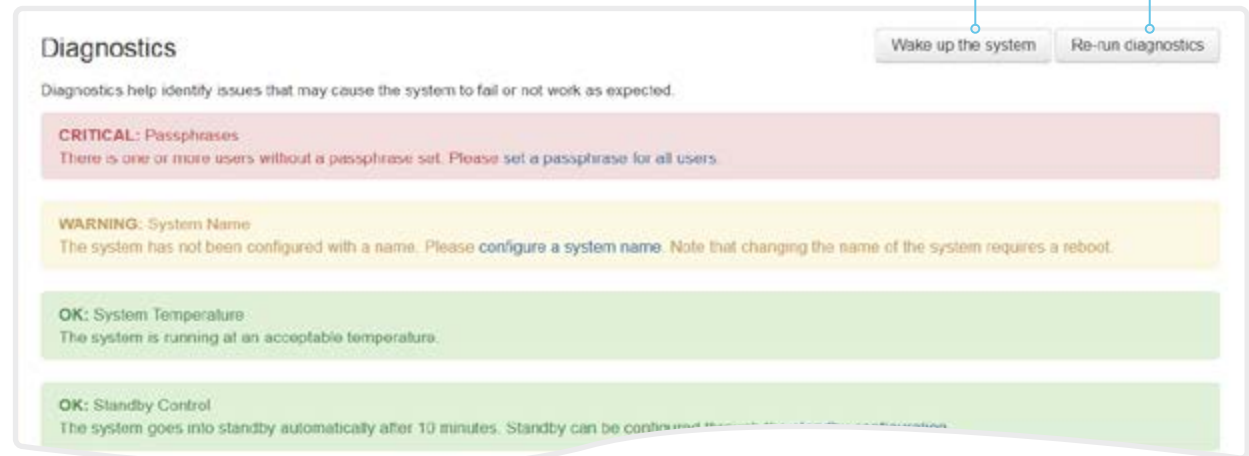 Diagnostics
Wake up the system
Re-run diagnostics
Diagnostics help identify issues that may cause the system to fail or not work as expected.
CRITICAL: Passphrases
There is one or more users without a passphrase set. Please set a passphrase for all users.
WARNING: System Name
The system has not been configured with a name. Please configure a system name. Note that changing the name of the system requires a reboot.
OK: System Temperature
The system is running at an acceptable temperature.
OK: Standby Control
The system goes into standby automatically after 10 minutes. Standby can be configured through the standby configuration.